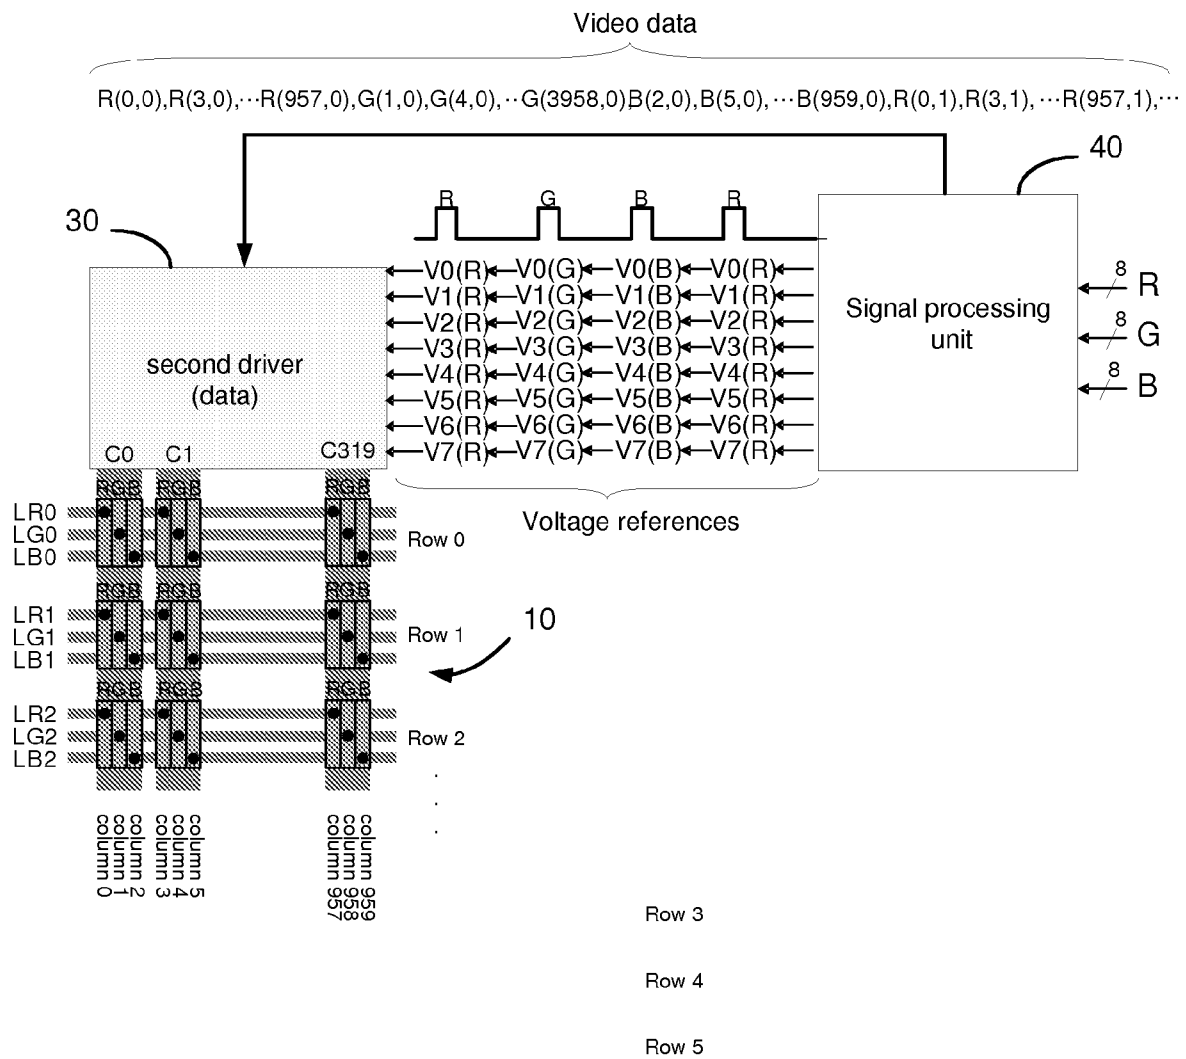 Video data
R(0,0),R(3,0),···R(957,0),G(1,0),G(4,0),··G(3958,0)B(2,0),B(5,0),···B(959,0),R(0,1),R(3,1),···R(957,1),···
40
30
R G B R
V0(R) V0(G) V0(B) V0(R)
V1(R) V1(G) V1(B) V1(R)
V2(R) V2(G) V2(B) V2(R)
V3(R) V3(G) V3(B) V3(R)
V4(R) V4(G) V4(B) V4(R)
V5(R) V5(G) V5(B) V5(R)
V6(R) V6(G) V6(B) V6(R)
V7(R) V7(G) V7(B) V7(R)
Signal processing
unit
8 R
8 G
8 B
second driver
(data)
C0 C1 C319
Voltage references
RGB RGB RGB
LR0
LG0
LB0
Row 0
RGB RGB RGB
LR1
LG1
LB1
Row 1
10
RGB RGB RGB
LR2
LG2
LB2
Row 2
column 0
column 1
column 2
column 3
column 4
column 5
column 957
column 958
column 959
Row 3
Row 4
Row 5